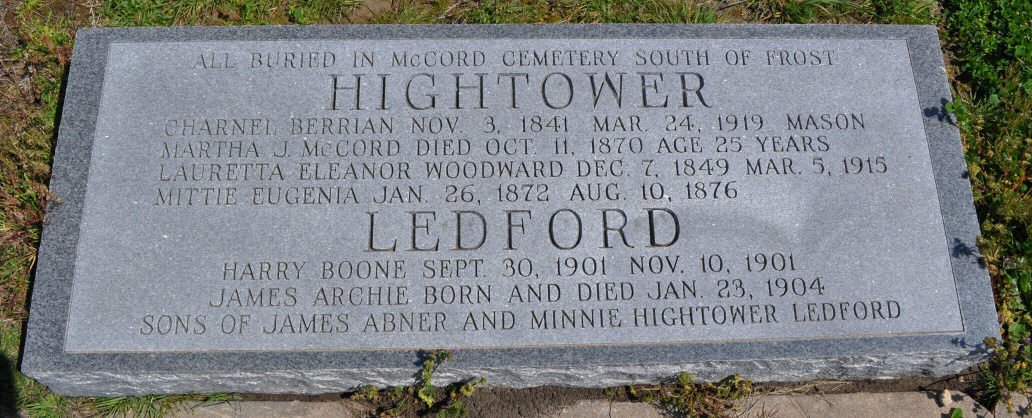 ALL BURIED IN McCORD CEMETERY SOUTH OF FROST
HIGHTOWER
CHARNEL BERRIAN NOV. 3, 1841 MAR. 24, 1919 MASON
MARTHA J. McCORD DIED OCT. 11, 1870 AGE 25 YEARS
LAURETTA ELEANOR WOODWARD DEC. 7, 1849 MAR. 5, 1915
MITTIE EUGENIA JAN. 26, 1872 AUG. 10, 1876
LEDFORD
HARRY BOONE SEPT. 30, 1901 NOV. 10, 1901
JAMES ARCHIE BORN AND DIED JAN. 23, 1904
SONS OF JAMES ABNER AND MINNIE HIGHTOWER LEDFORD